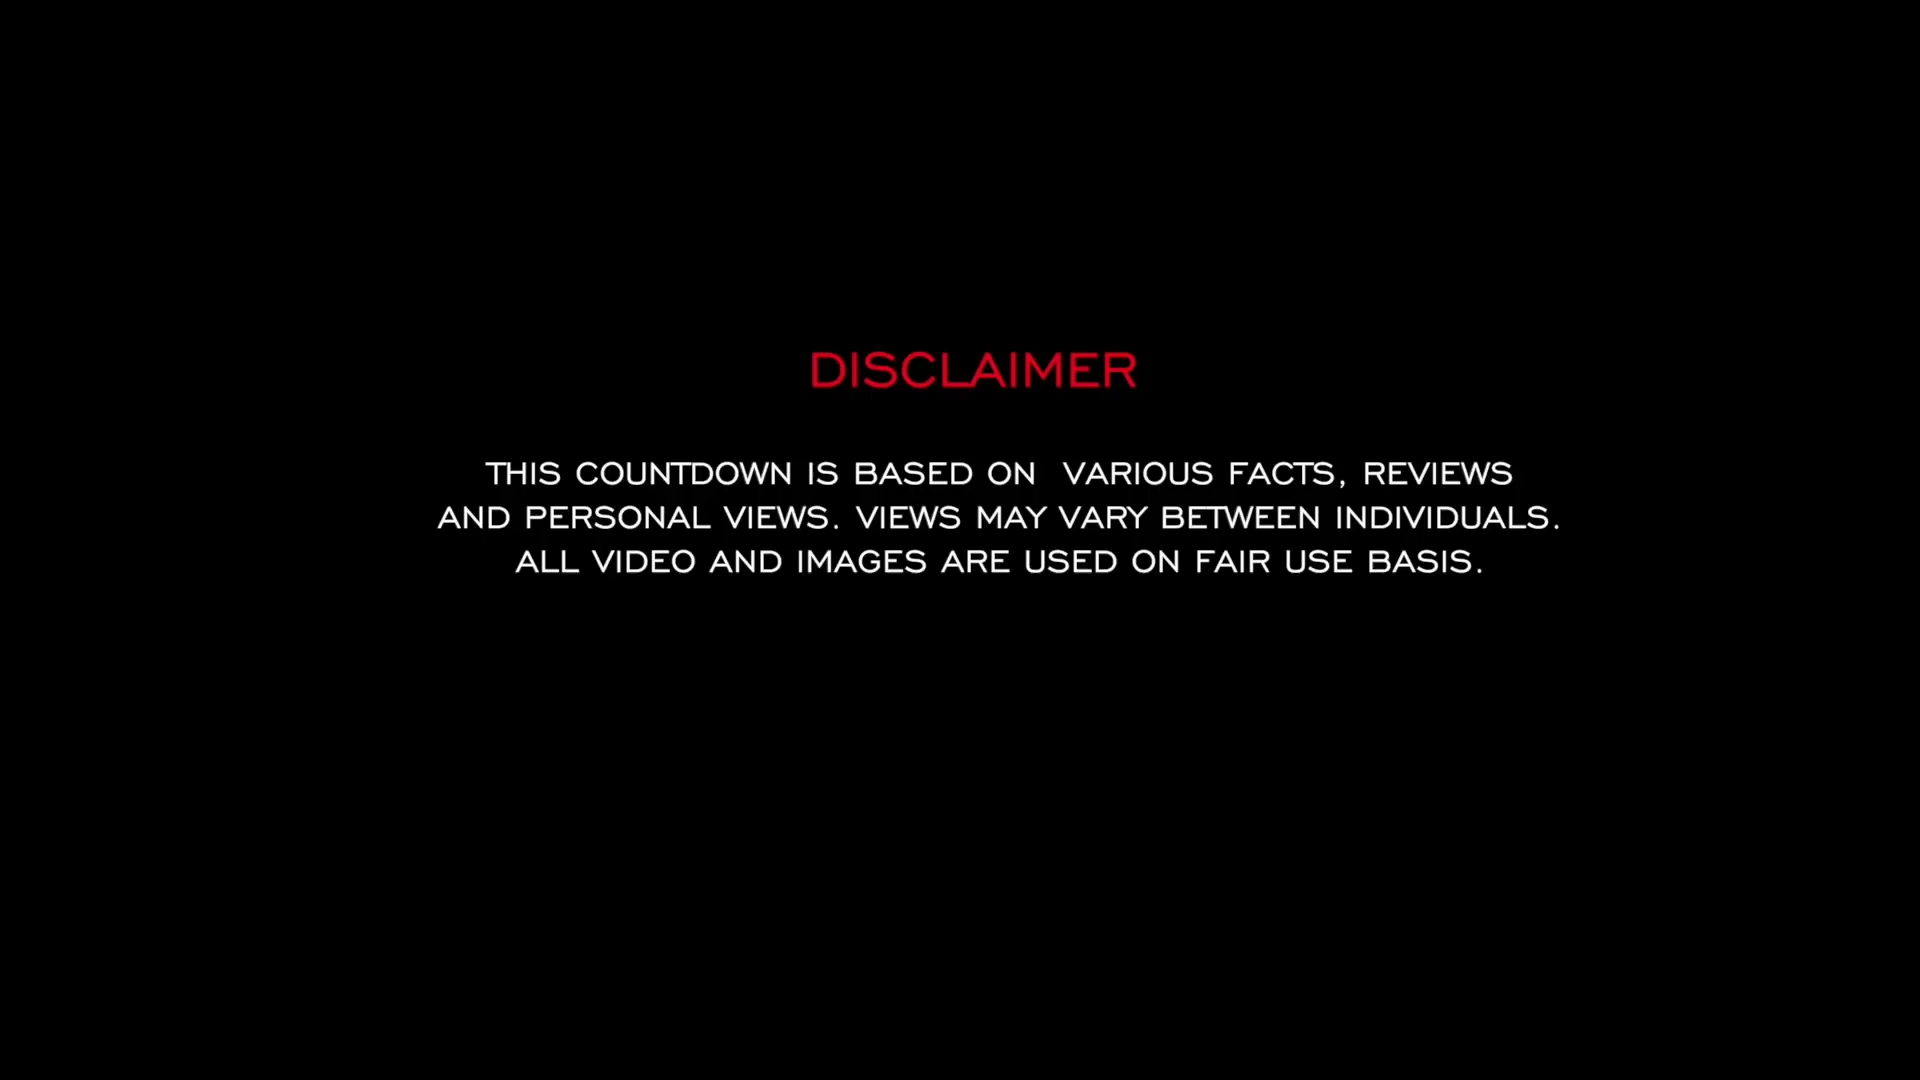 DISCLAIMER
THIS COUNTDOWN IS BASED ON  VARIOUS FACTS, REVIEWS
AND PERSONAL VIEWS. VIEWS MAY VARY BETWEEN INDIVIDUALS.
ALL VIDEO AND IMAGES ARE USED ON FAIR USE BASIS.